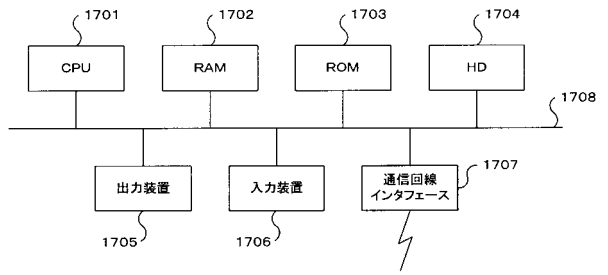 1701
1702
1703
1704
CPU
RAM
ROM
HD
1708
出力装置
入力装置
通信回線
インタフェース
1707
1705
1706